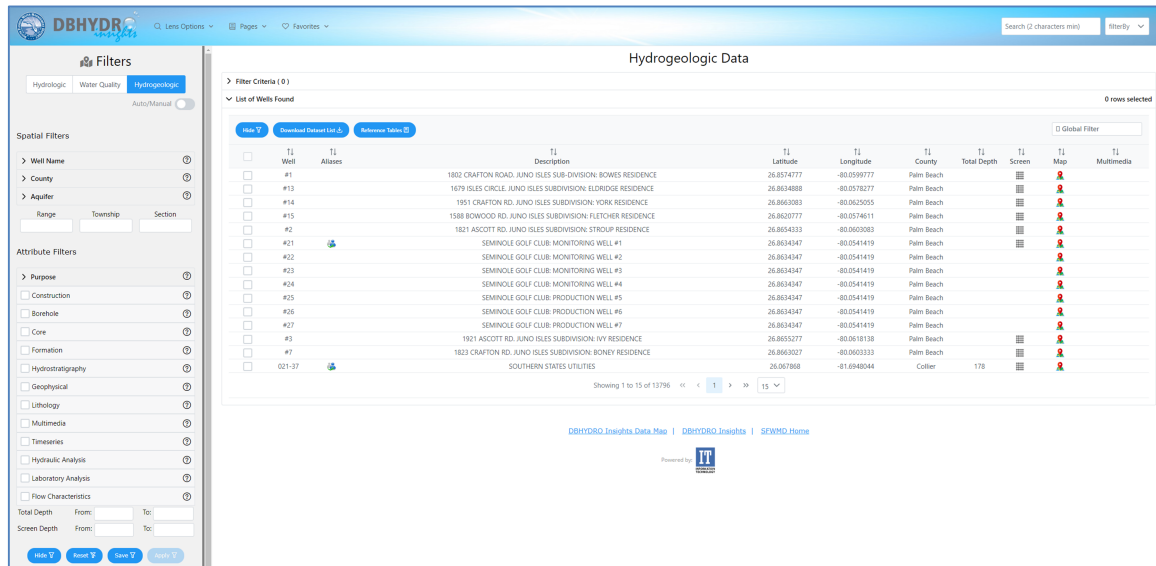 DBHYDRO insights
Lens Options
Pages
Favorites
Search (2 characters min)
filterBy
Filters
Hydrologic Water Quality Hydrogeologic
Auto/Manual
Spatial Filters
Well Name
County
Aquifer
Range Township Section
Attribute Filters
Purpose
Construction
Borehole
Core
Formation
Hydrostratigraphy
Geophysical
Lithology
Multimedia
Timeseries
Hydraulic Analysis
Laboratory Analysis
Flow Characteristics
Total Depth From: To:
Screen Depth From: To:
Hide Reset Save Apply
Hydrogeologic Data
Filter Criteria ( 0 )
List of Wells Found 0 rows selected
Hide Download Dataset List Reference Tables Global Filter
Well Aliases Description Latitude Longitude County Total Depth Screen Map Multimedia
#1 1802 CRAFTON ROAD. JUNO ISLES SUB-DIVISION: BOWES RESIDENCE 26.8574777 -80.0599777 Palm Beach
#13 1679 ISLES CIRCLE. JUNO ISLES SUBDIVISION: ELDRIDGE RESIDENCE 26.8634888 -80.0578277 Palm Beach
#14 1951 CRAFTON RD. JUNO ISLES SUBDIVISION: YORK RESIDENCE 26.8663083 -80.0625055 Palm Beach
#15 1588 BOWOOD RD. JUNO ISLES SUBDIVISION: FLETCHER RESIDENCE 26.8620777 -80.0574611 Palm Beach
#2 1821 ASCOTT RD. JUNO ISLES SUBDIVISION: STROUP RESIDENCE 26.8654333 -80.0603083 Palm Beach
#21 SEMINOLE GOLF CLUB: MONITORING WELL #1 26.8634347 -80.0541419 Palm Beach
#22 SEMINOLE GOLF CLUB: MONITORING WELL #2 26.8634347 -80.0541419 Palm Beach
#23 SEMINOLE GOLF CLUB: MONITORING WELL #3 26.8634347 -80.0541419 Palm Beach
#24 SEMINOLE GOLF CLUB: MONITORING WELL #4 26.8634347 -80.0541419 Palm Beach
#25 SEMINOLE GOLF CLUB: PRODUCTION WELL #5 26.8634347 -80.0541419 Palm Beach
#26 SEMINOLE GOLF CLUB: PRODUCTION WELL #6 26.8634347 -80.0541419 Palm Beach
#27 SEMINOLE GOLF CLUB: PRODUCTION WELL #7 26.8634347 -80.0541419 Palm Beach
#3 1921 ASCOTT RD. JUNO ISLES SUBDIVISION: IVY RESIDENCE 26.8655277 -80.0618138 Palm Beach
#7 1823 CRAFTON RD. JUNO ISLES SUBDIVISION: BONEY RESIDENCE 26.8663027 -80.0603333 Palm Beach
021-37 SOUTHERN STATES UTILITIES 26.067868 -81.6948044 Collier 178
Showing 1 to 15 of 13796 << < 1 > >> 15
DBHYDRO Insights Data Map | DBHYDRO Insights | SFWMD Home
Powered by: IT
INFORMATION
TECHNOLOGY